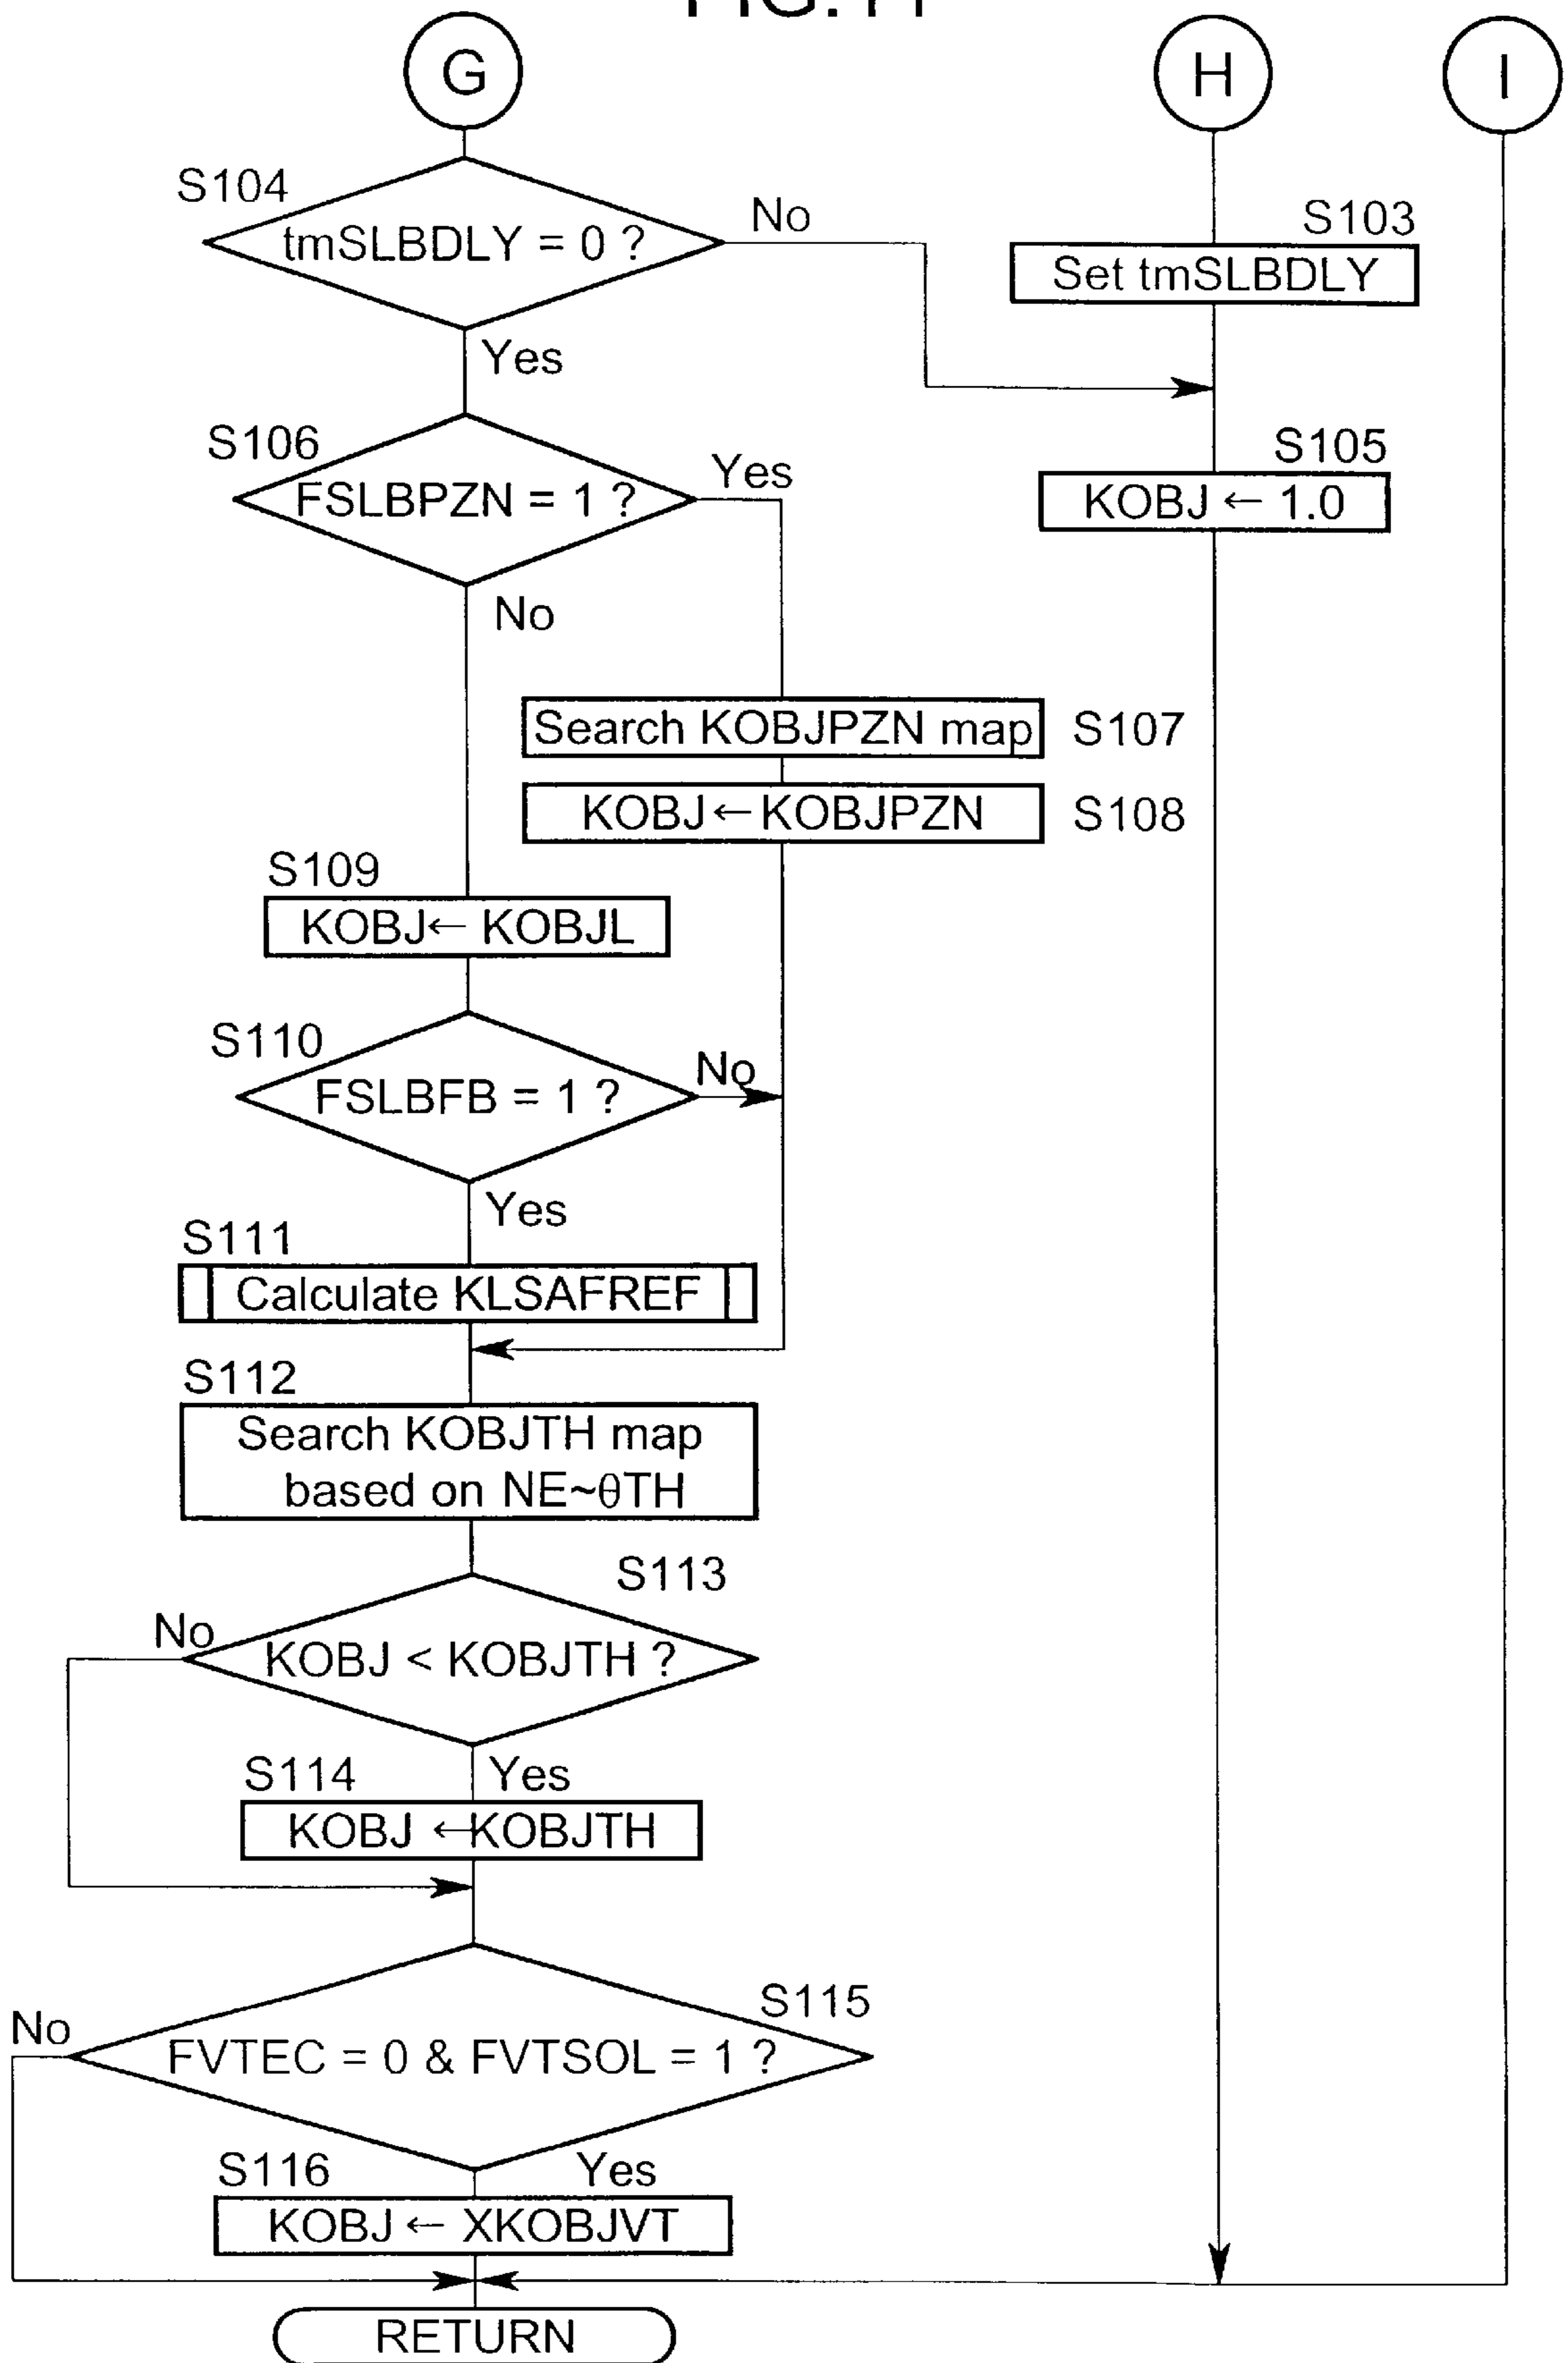 FIG. 11
G
H
I
S104
tmSLBDLY = 0 ?
No
Yes
S103
Set tmSLBDLY
S106
FSLBPZN = 1 ?
Yes
No
S105
KOBJ ← 1.0
Search KOBJPZN map
S107
KOBJ ← KOBJPZN
S108
S109
KOBJ ← KOBJL
S110
FSLBFB = 1 ?
No
Yes
S111
Calculate KLSAFREF
S112
Search KOBJTH map
based on NE~θTH
S113
No
KOBJ < KOBJTH ?
S114
Yes
KOBJ ← KOBJTH
S115
No
FVTEC = 0 & FVTSOL = 1 ?
S116
Yes
KOBJ ← XKOBJVT
RETURN